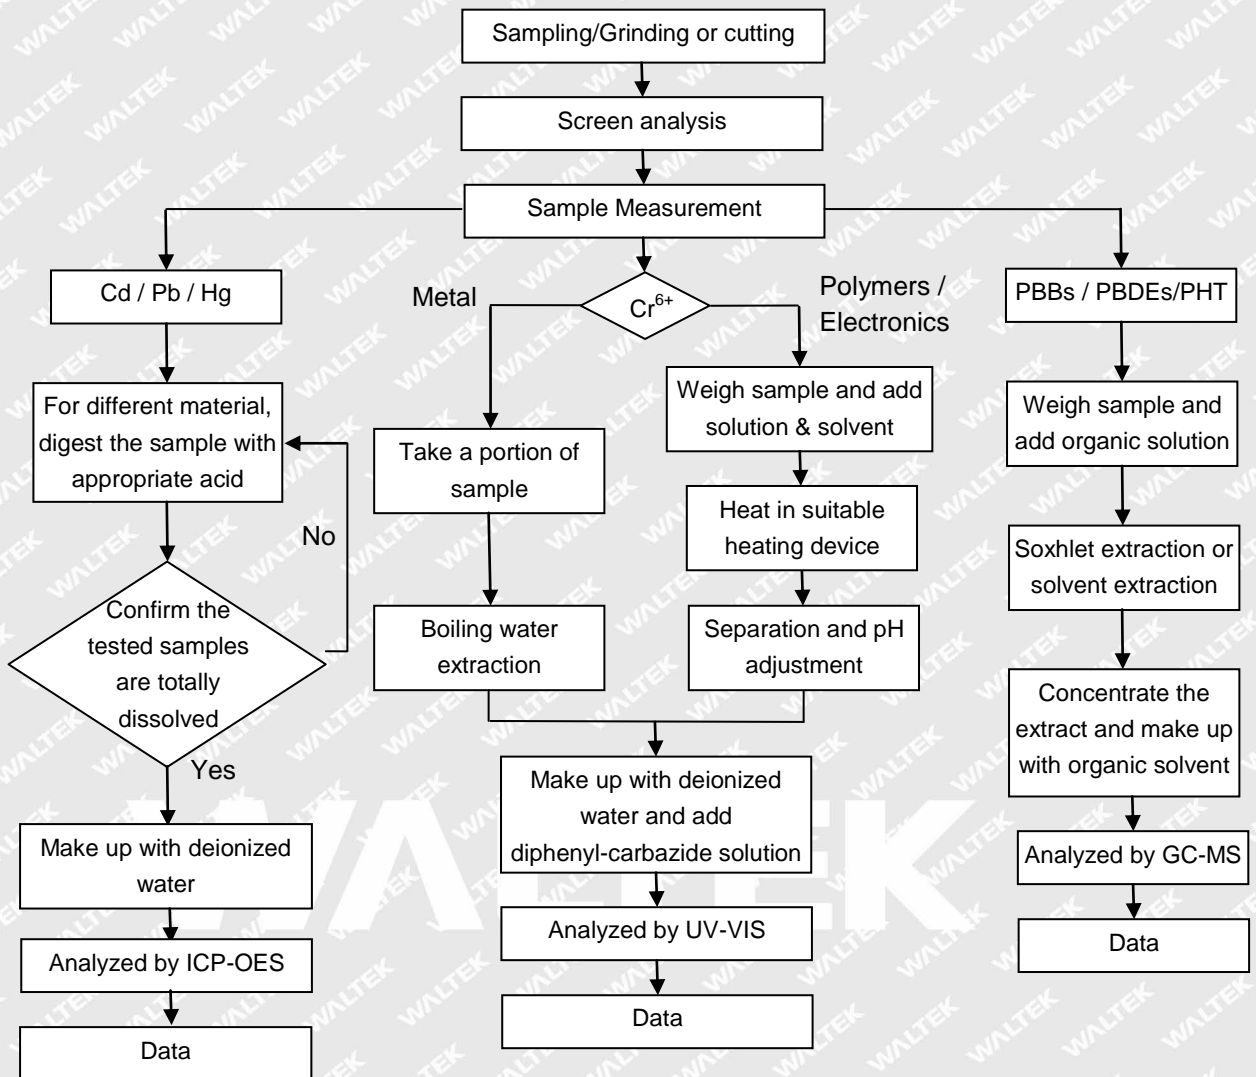 Sampling/Grinding or cutting
Screen analysis
Sample Measurement
Cd / Pb / Hg
For different material,
digest the sample with
appropriate acid
No
Confirm the
tested samples
are totally
dissolved
Yes
Make up with deionized
water
Analyzed by ICP-OES
Data
Cr6+
Metal
Take a portion of
sample
Boiling water
extraction
Polymers /
Electronics
Weigh sample and add
solution & solvent
Heat in suitable
heating device
Separation and pH
adjustment
Make up with deionized
water and add
diphenyl-carbazide solution
Analyzed by UV-VIS
Data
PBBs / PBDEs/PHT
Weigh sample and
add organic solution
Soxhlet extraction or
solvent extraction
Concentrate the
extract and make up
with organic solvent
Analyzed by GC-MS
Data
WALTEK